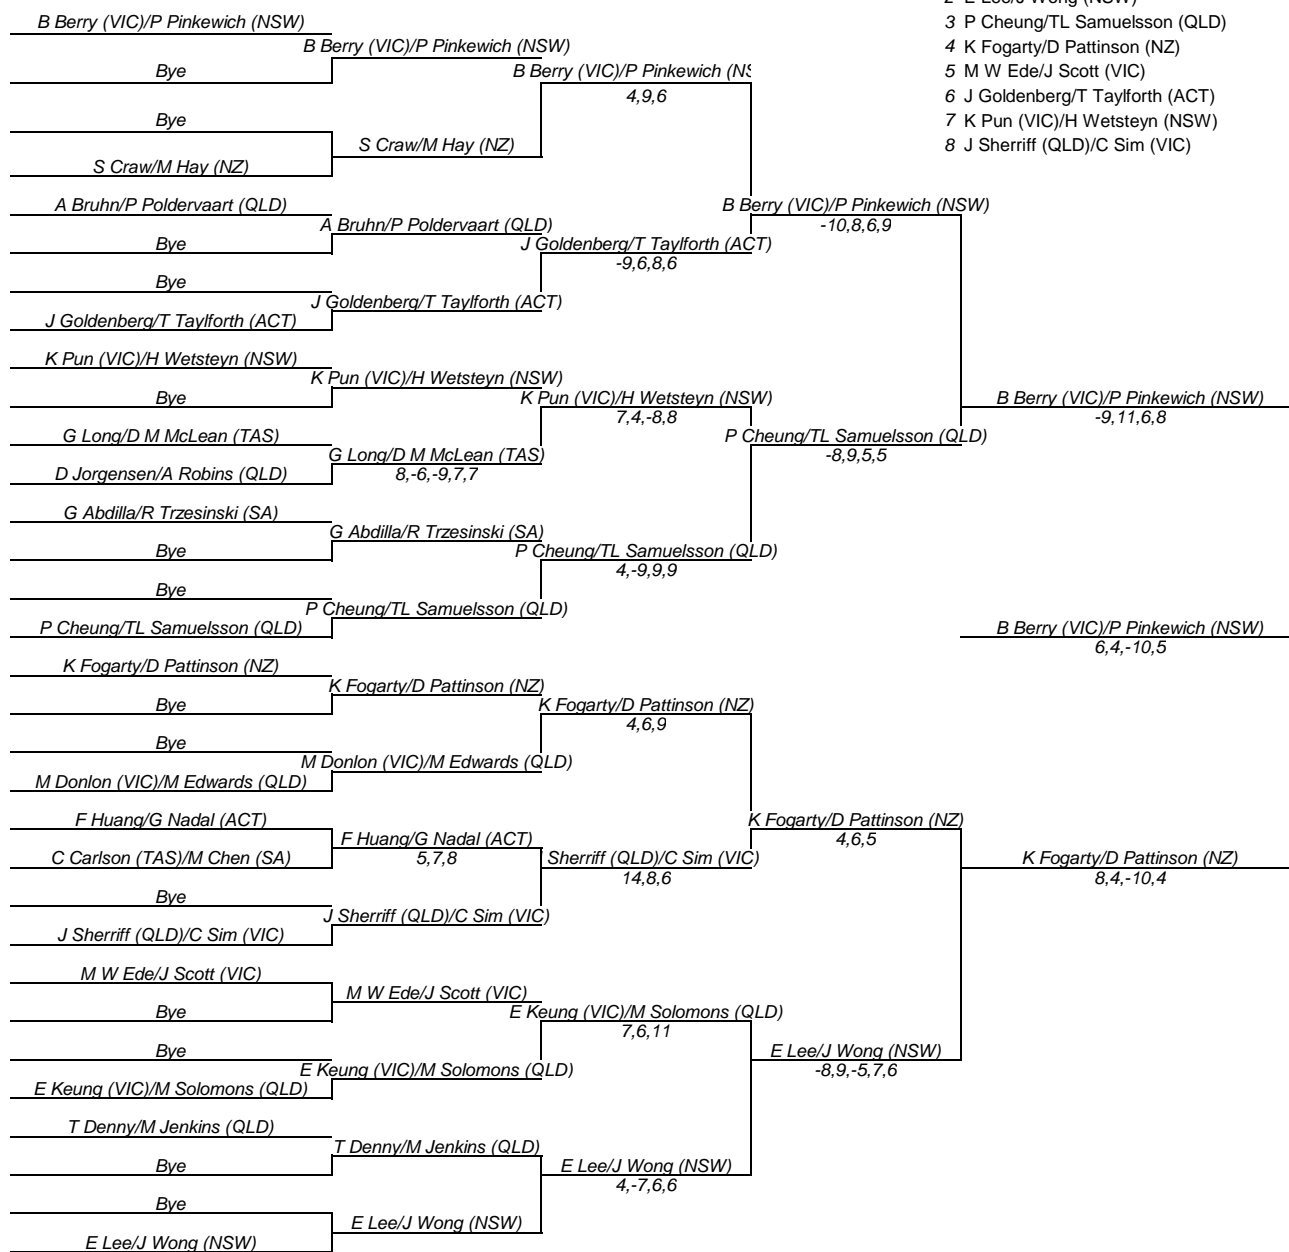 2 E Lee/J Wong (NSW)
3 P Cheung/TL Samuelsson (QLD)
4 K Fogarty/D Pattinson (NZ)
5 M W Ede/J Scott (VIC)
6 J Goldenberg/T Taylforth (ACT)
7 K Pun (VIC)/H Wetsteyn (NSW)
8 J Sherriff (QLD)/C Sim (VIC)
B Berry (VIC)/P Pinkewich (NSW)
Bye
Bye
S Craw/M Hay (NZ)
A Bruhn/P Poldervaart (QLD)
Bye
Bye
J Goldenberg/T Taylforth (ACT)
K Pun (VIC)/H Wetsteyn (NSW)
Bye
G Long/D M McLean (TAS)
D Jorgensen/A Robins (QLD)
G Abdilla/R Trzesinski (SA)
Bye
Bye
P Cheung/TL Samuelsson (QLD)
K Fogarty/D Pattinson (NZ)
Bye
Bye
M Donlon (VIC)/M Edwards (QLD)
F Huang/G Nadal (ACT)
C Carlson (TAS)/M Chen (SA)
Bye
J Sherriff (QLD)/C Sim (VIC)
M W Ede/J Scott (VIC)
Bye
Bye
E Keung (VIC)/M Solomons (QLD)
T Denny/M Jenkins (QLD)
Bye
Bye
E Lee/J Wong (NSW)
B Berry (VIC)/P Pinkewich (NSW)
S Craw/M Hay (NZ)
A Bruhn/P Poldervaart (QLD)
J Goldenberg/T Taylforth (ACT)
K Pun (VIC)/H Wetsteyn (NSW)
G Long/D M McLean (TAS)
8,-6,-9,7,7
G Abdilla/R Trzesinski (SA)
P Cheung/TL Samuelsson (QLD)
K Fogarty/D Pattinson (NZ)
M Donlon (VIC)/M Edwards (QLD)
F Huang/G Nadal (ACT)
5,7,8
J Sherriff (QLD)/C Sim (VIC)
M W Ede/J Scott (VIC)
E Keung (VIC)/M Solomons (QLD)
T Denny/M Jenkins (QLD)
E Lee/J Wong (NSW)
B Berry (VIC)/P Pinkewich (NS
4,9,6
J Goldenberg/T Taylforth (ACT)
-9,6,8,6
K Pun (VIC)/H Wetsteyn (NSW)
7,4,-8,8
P Cheung/TL Samuelsson (QLD)
4,-9,9,9
K Fogarty/D Pattinson (NZ)
4,6,9
Sherriff (QLD)/C Sim (VIC)
14,8,6
E Keung (VIC)/M Solomons (QLD)
7,6,11
E Lee/J Wong (NSW)
4,-7,6,6
B Berry (VIC)/P Pinkewich (NSW)
-10,8,6,9
P Cheung/TL Samuelsson (QLD)
-8,9,5,5
K Fogarty/D Pattinson (NZ)
4,6,5
E Lee/J Wong (NSW)
-8,9,-5,7,6
B Berry (VIC)/P Pinkewich (NSW)
-9,11,6,8
B Berry (VIC)/P Pinkewich (NSW)
6,4,-10,5
K Fogarty/D Pattinson (NZ)
8,4,-10,4